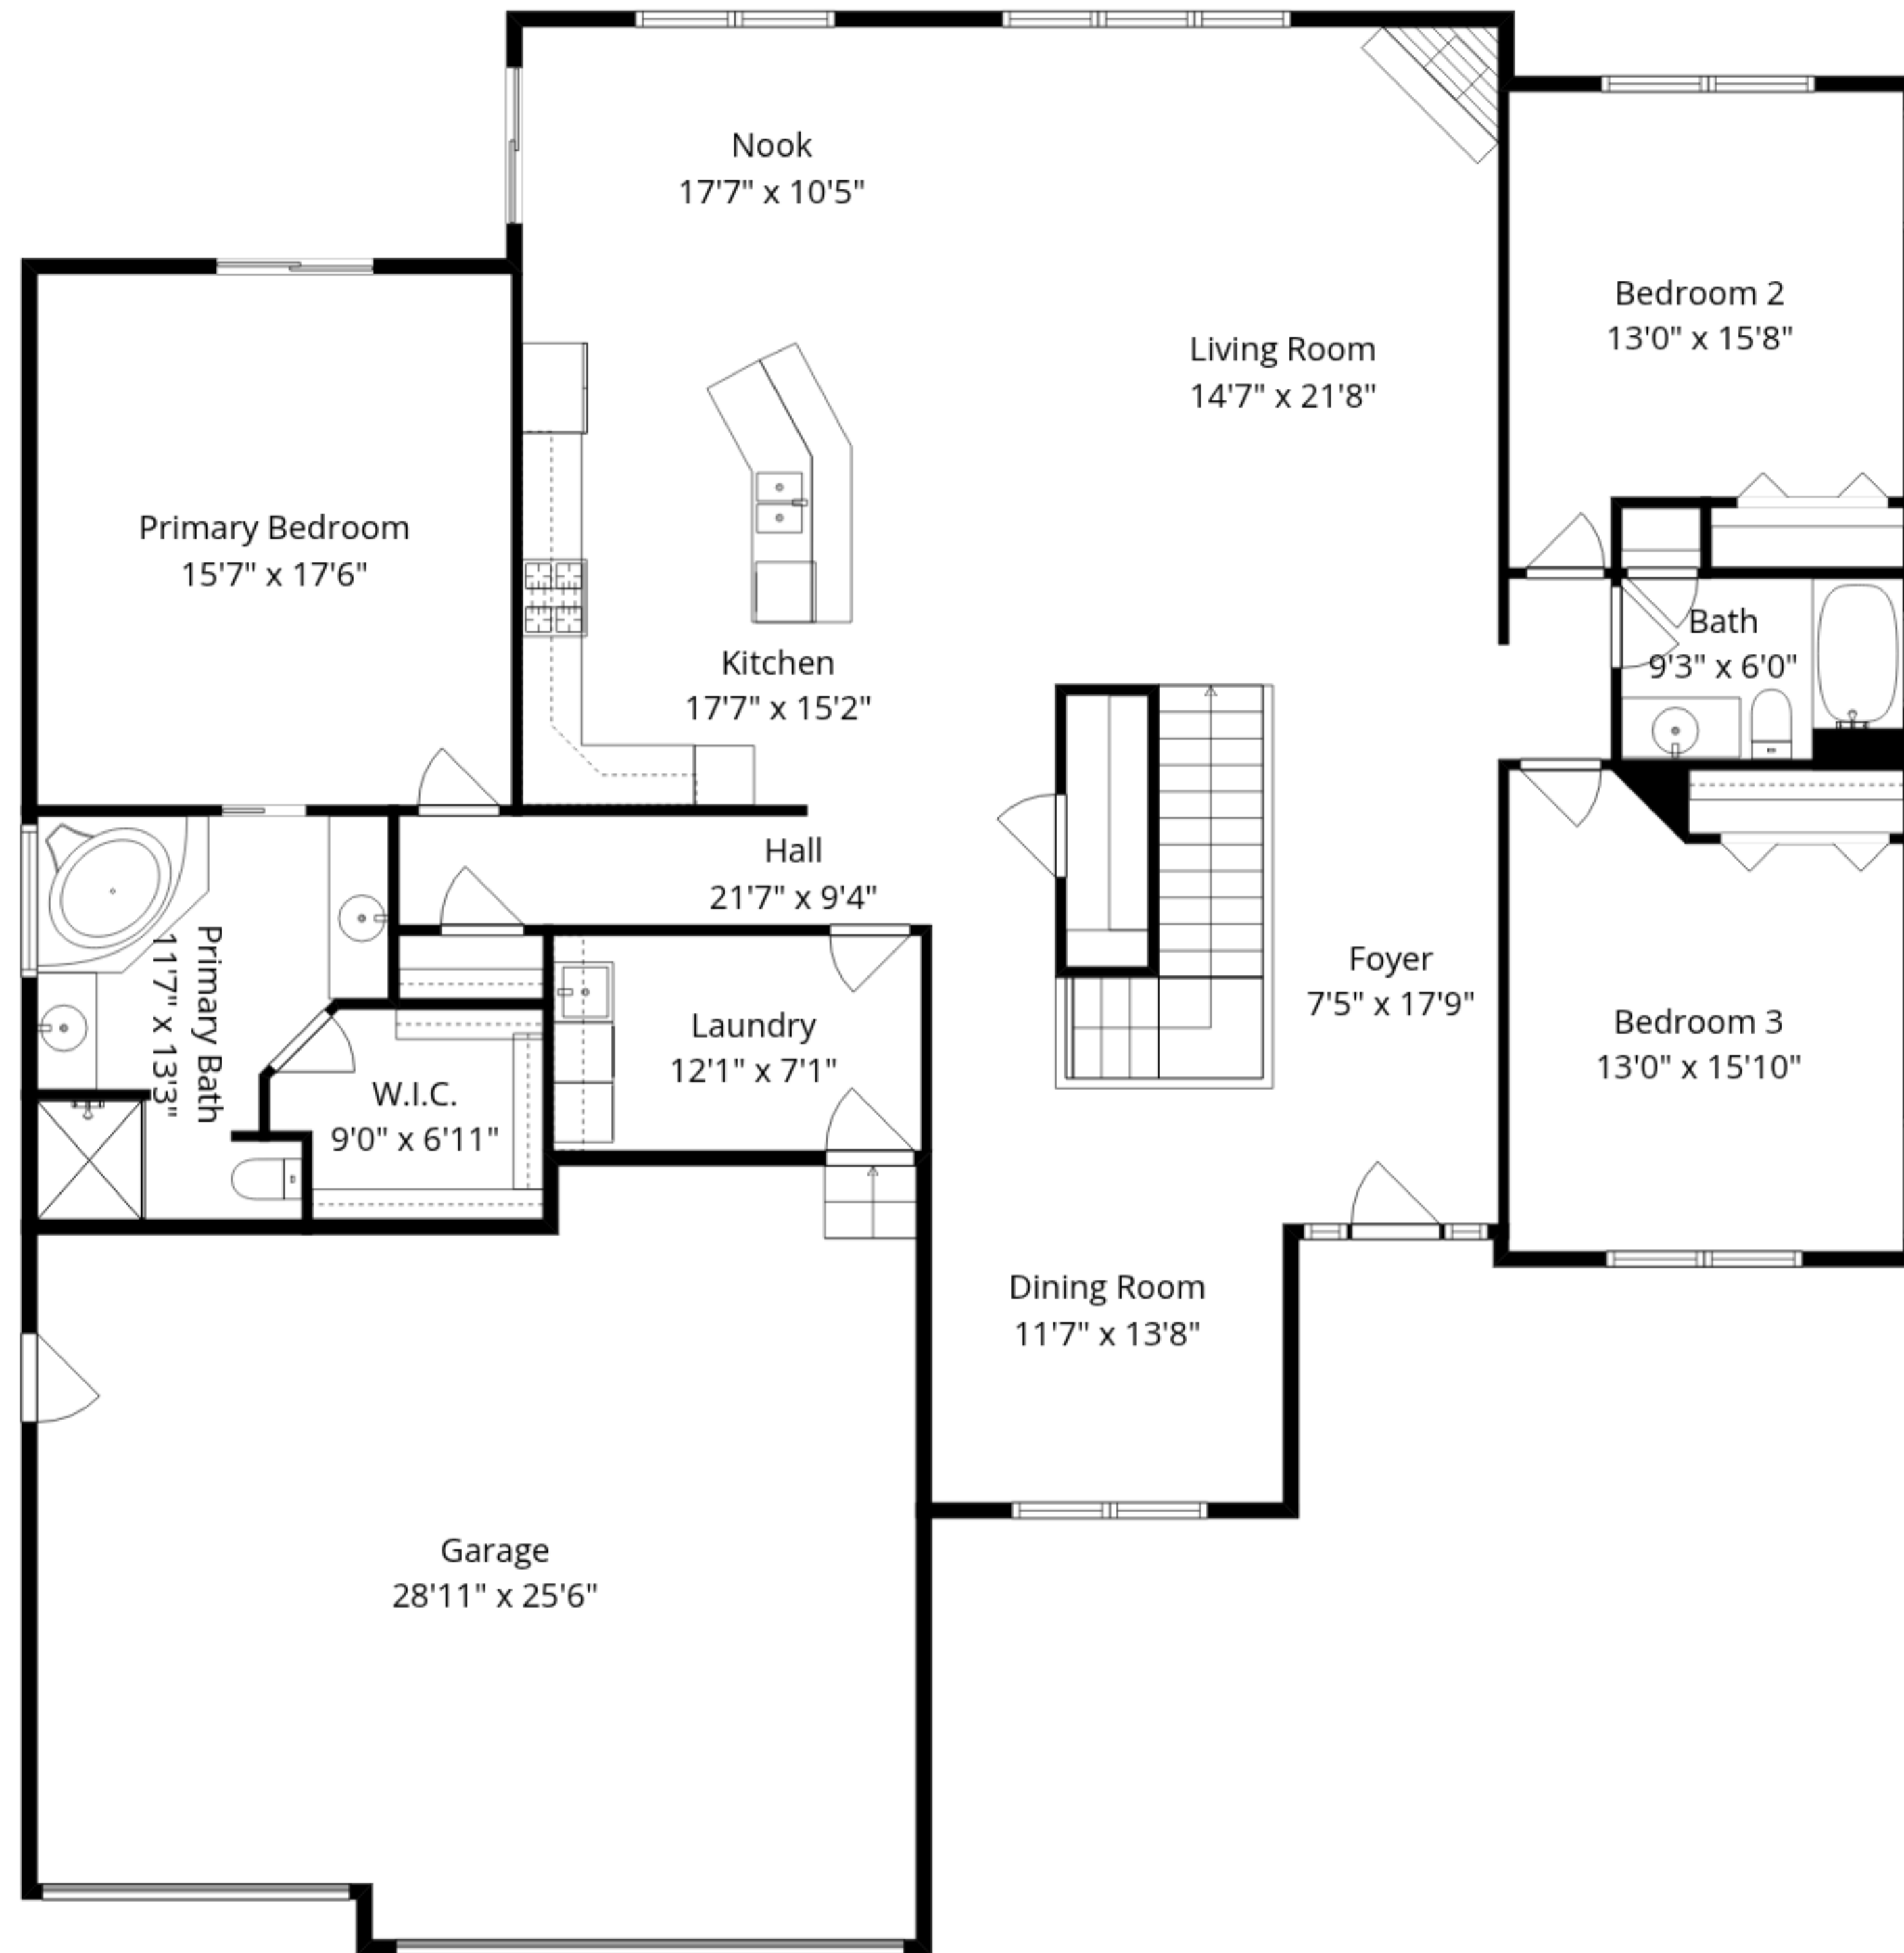 Nook
17'7" x 10'5"
Bedroom 2
13'0" x 15'8"
Living Room
14'7" x 21'8"
Primary Bedroom
15'7" x 17'6"
Kitchen
17'7" x 15'2"
Bath
9'3" x 6'0"
Hall
21'7" x 9'4"
Primary Bath
11'7" x 13'3"
Foyer
7'5" x 17'9"
Laundry
12'1" x 7'1"
Bedroom 3
13'0" x 15'10"
W.I.C.
9'0" x 6'11"
Dining Room
11'7" x 13'8"
Garage
28'11" x 25'6"